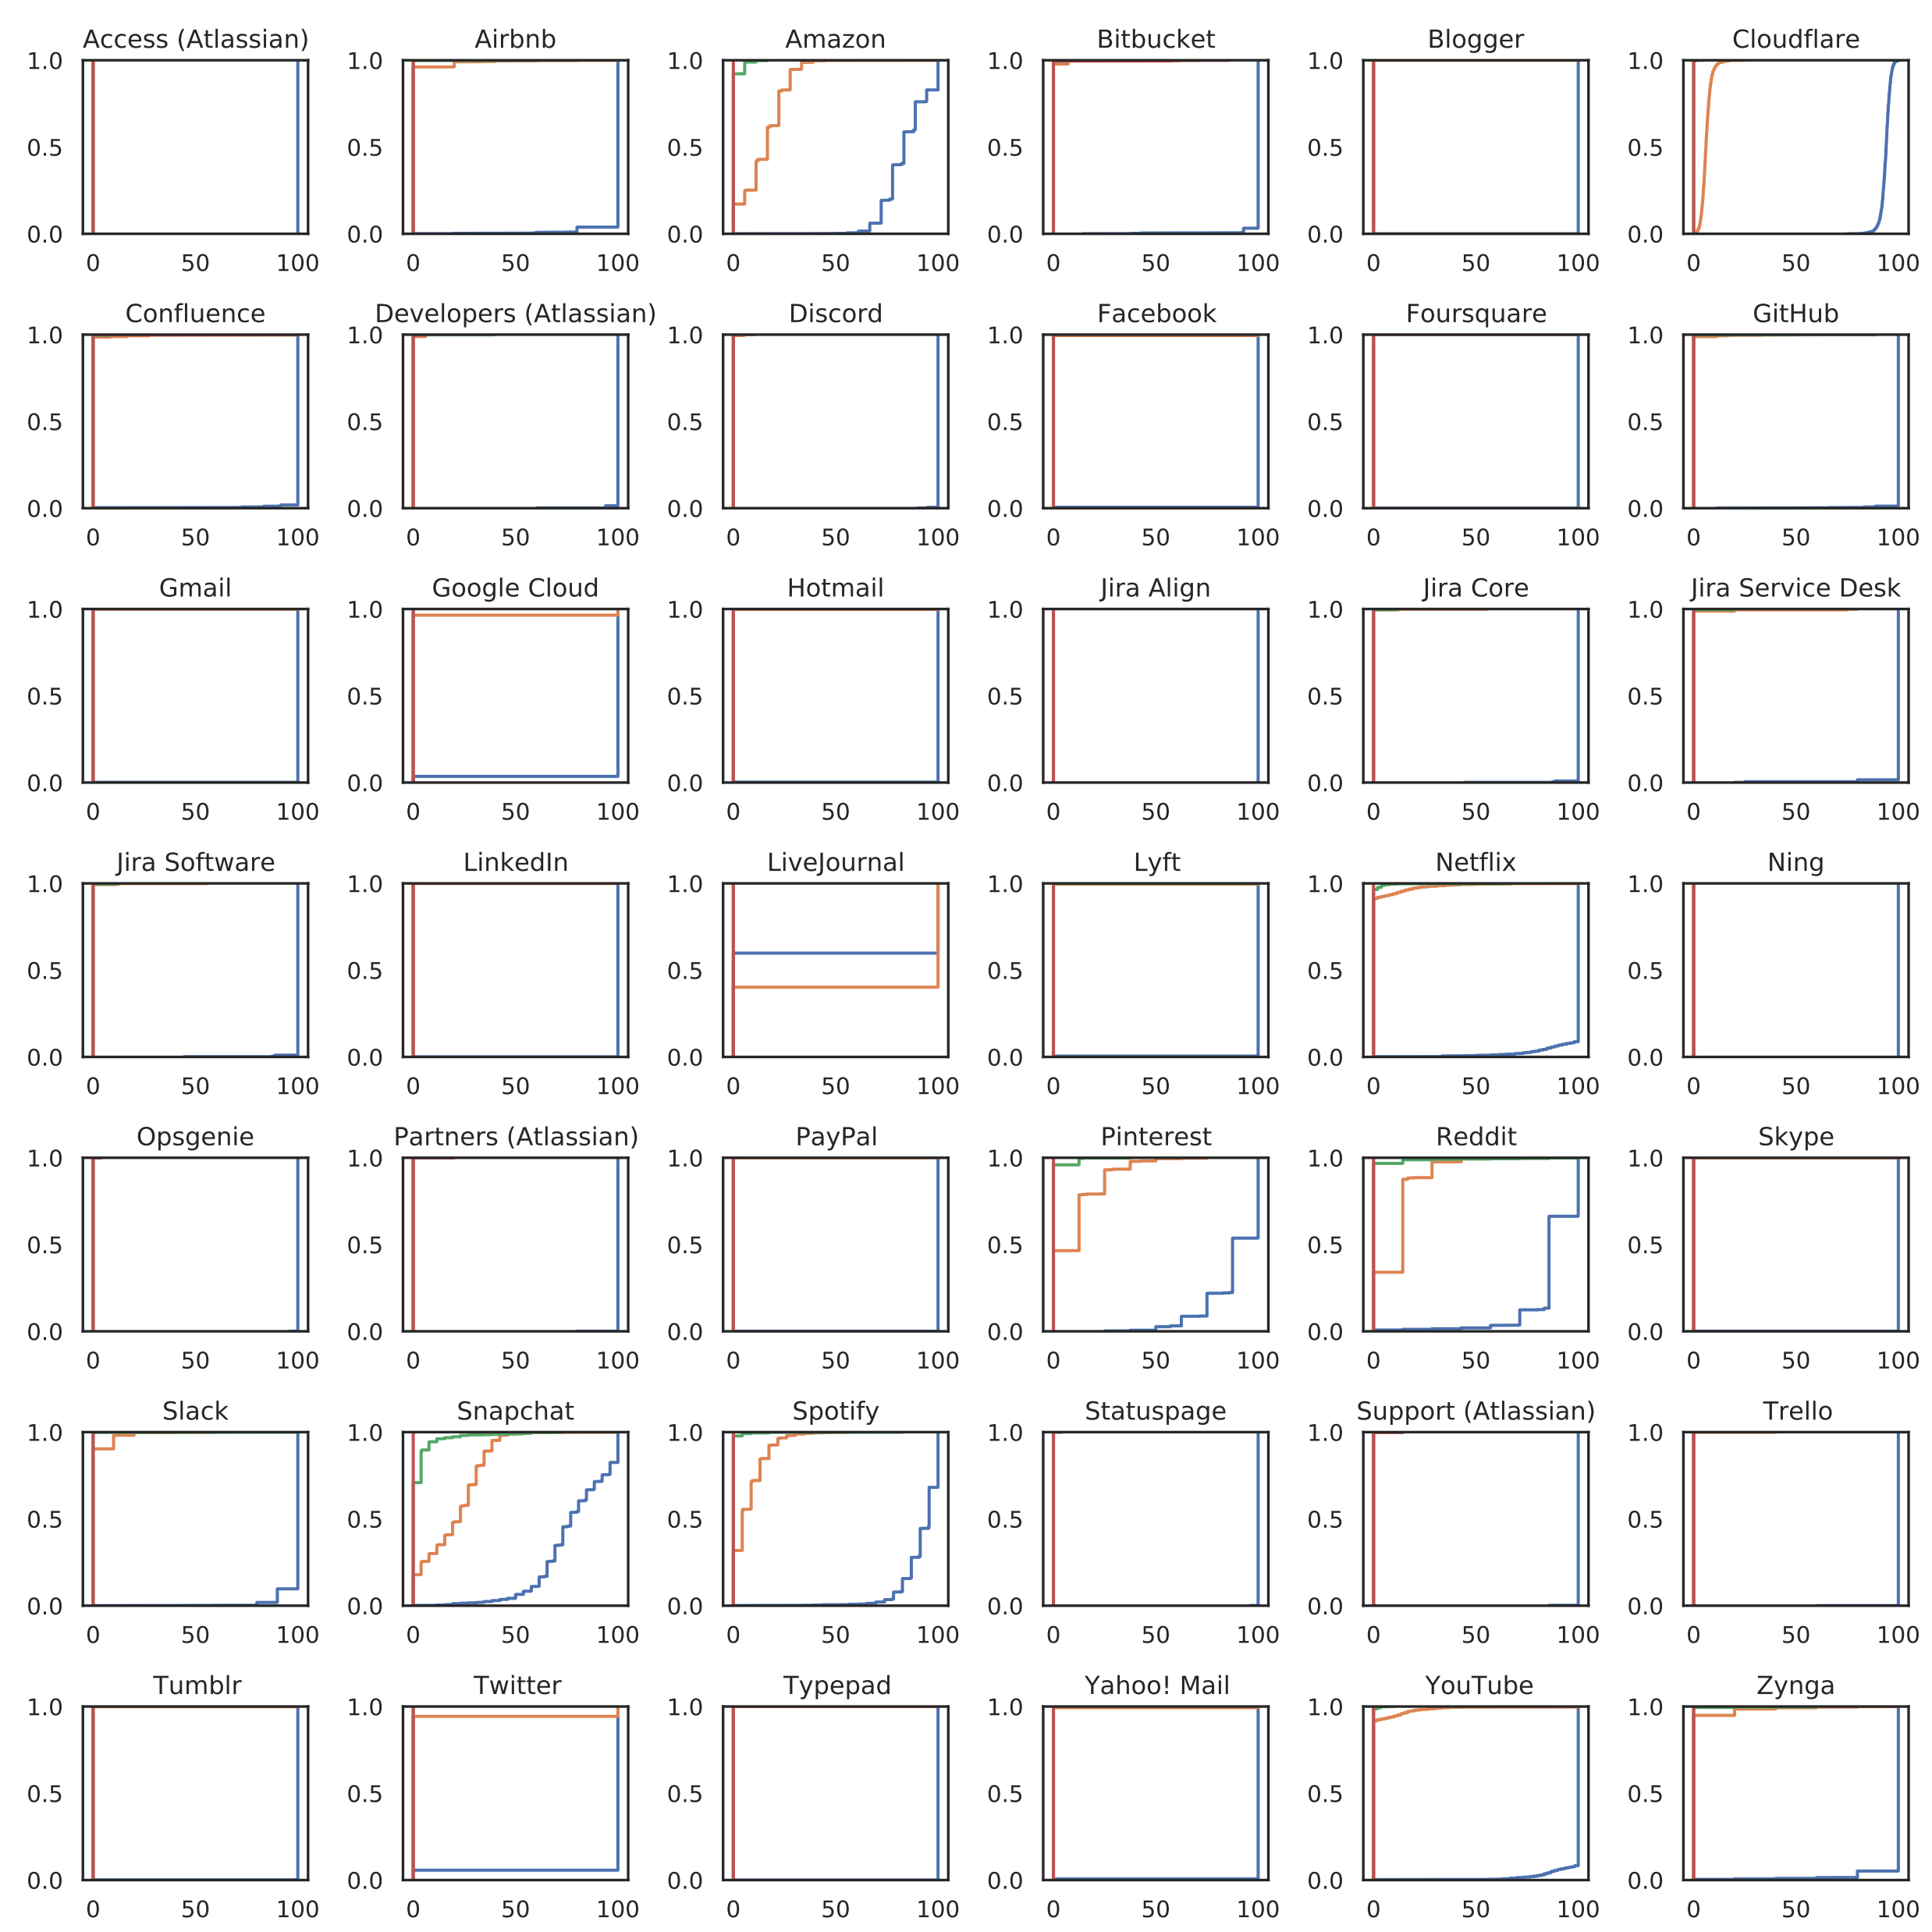 Access (Atlassian) Airbnb Amazon Bitbucket Blogger Cloudflare
1.0 1.0 1.0 1.0 1.0 1.0
0.5 0.5 0.5 0.5 0.5 0.5
0.0 0.0 0.0 0.0 0.0 0.0
0 50 100 0 50 100 0 50 100 0 50 100 0 50 100 0 50 100
Confluence Developers (Atlassian) Discord Facebook Foursquare GitHub
1.0 1.0 1.0 1.0 1.0 1.0
0.5 0.5 0.5 0.5 0.5 0.5
0.0 0.0 0.0 0.0 0.0 0.0
0 50 100 0 50 100 0 50 100 0 50 100 0 50 100 0 50 100
Gmail Google Cloud Hotmail Jira Align Jira Core Jira Service Desk
1.0 1.0 1.0 1.0 1.0 1.0
0.5 0.5 0.5 0.5 0.5 0.5
0.0 0.0 0.0 0.0 0.0 0.0
0 50 100 0 50 100 0 50 100 0 50 100 0 50 100 0 50 100
Jira Software LinkedIn LiveJournal Lyft Netflix Ning
1.0 1.0 1.0 1.0 1.0 1.0
0.5 0.5 0.5 0.5 0.5 0.5
0.0 0.0 0.0 0.0 0.0 0.0
0 50 100 0 50 100 0 50 100 0 50 100 0 50 100 0 50 100
Opsgenie Partners (Atlassian) PayPal Pinterest Reddit Skype
1.0 1.0 1.0 1.0 1.0 1.0
0.5 0.5 0.5 0.5 0.5 0.5
0.0 0.0 0.0 0.0 0.0 0.0
0 50 100 0 50 100 0 50 100 0 50 100 0 50 100 0 50 100
Slack Snapchat Spotify Statuspage Support (Atlassian) Trello
1.0 1.0 1.0 1.0 1.0 1.0
0.5 0.5 0.5 0.5 0.5 0.5
0.0 0.0 0.0 0.0 0.0 0.0
0 50 100 0 50 100 0 50 100 0 50 100 0 50 100 0 50 100
Tumblr Twitter Typepad Yahoo! Mail YouTube Zynga
1.0 1.0 1.0 1.0 1.0 1.0
0.5 0.5 0.5 0.5 0.5 0.5
0.0 0.0 0.0 0.0 0.0 0.0
0 50 100 0 50 100 0 50 100 0 50 100 0 50 100 0 50 100